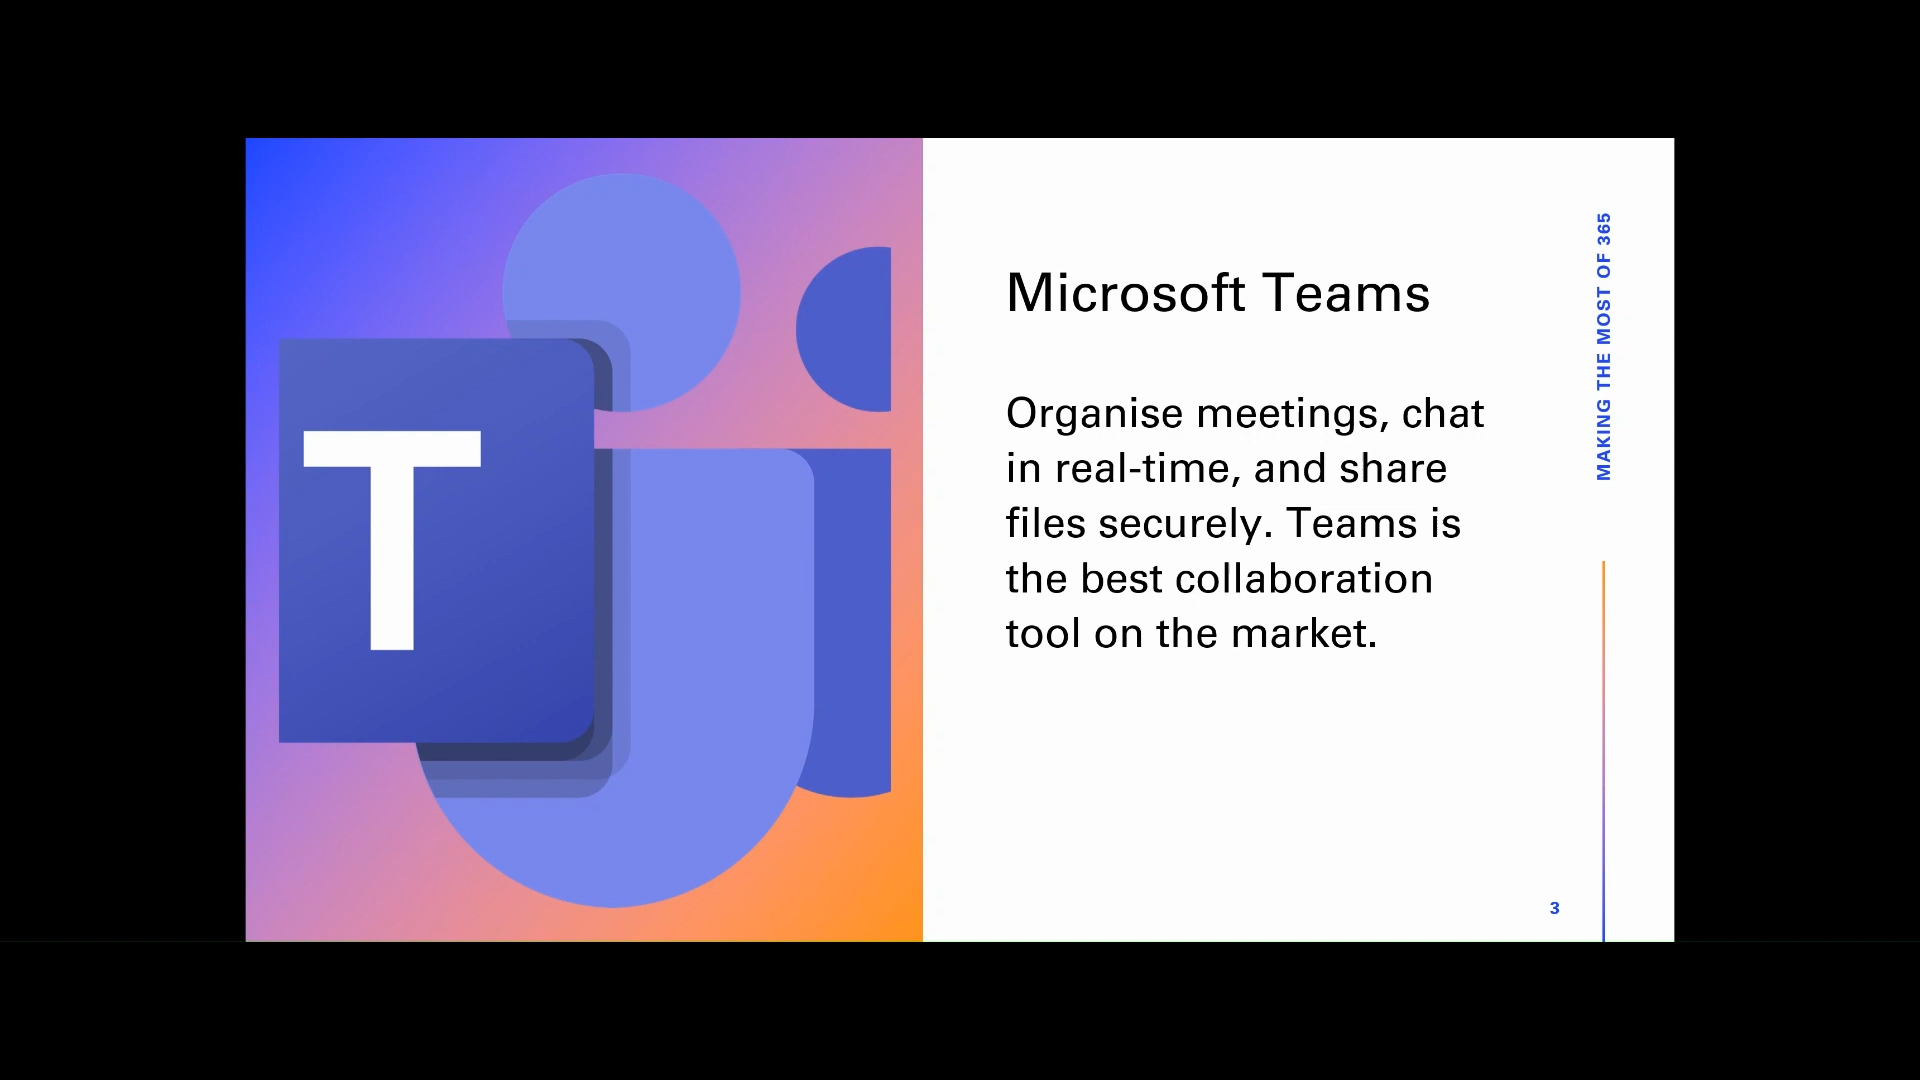 T
Microsoft Teams
Organise meetings, chat
in real-time, and share
files securely. Teams is
the best collaboration
tool on the market.
MAKING THE MOST OF 365
3